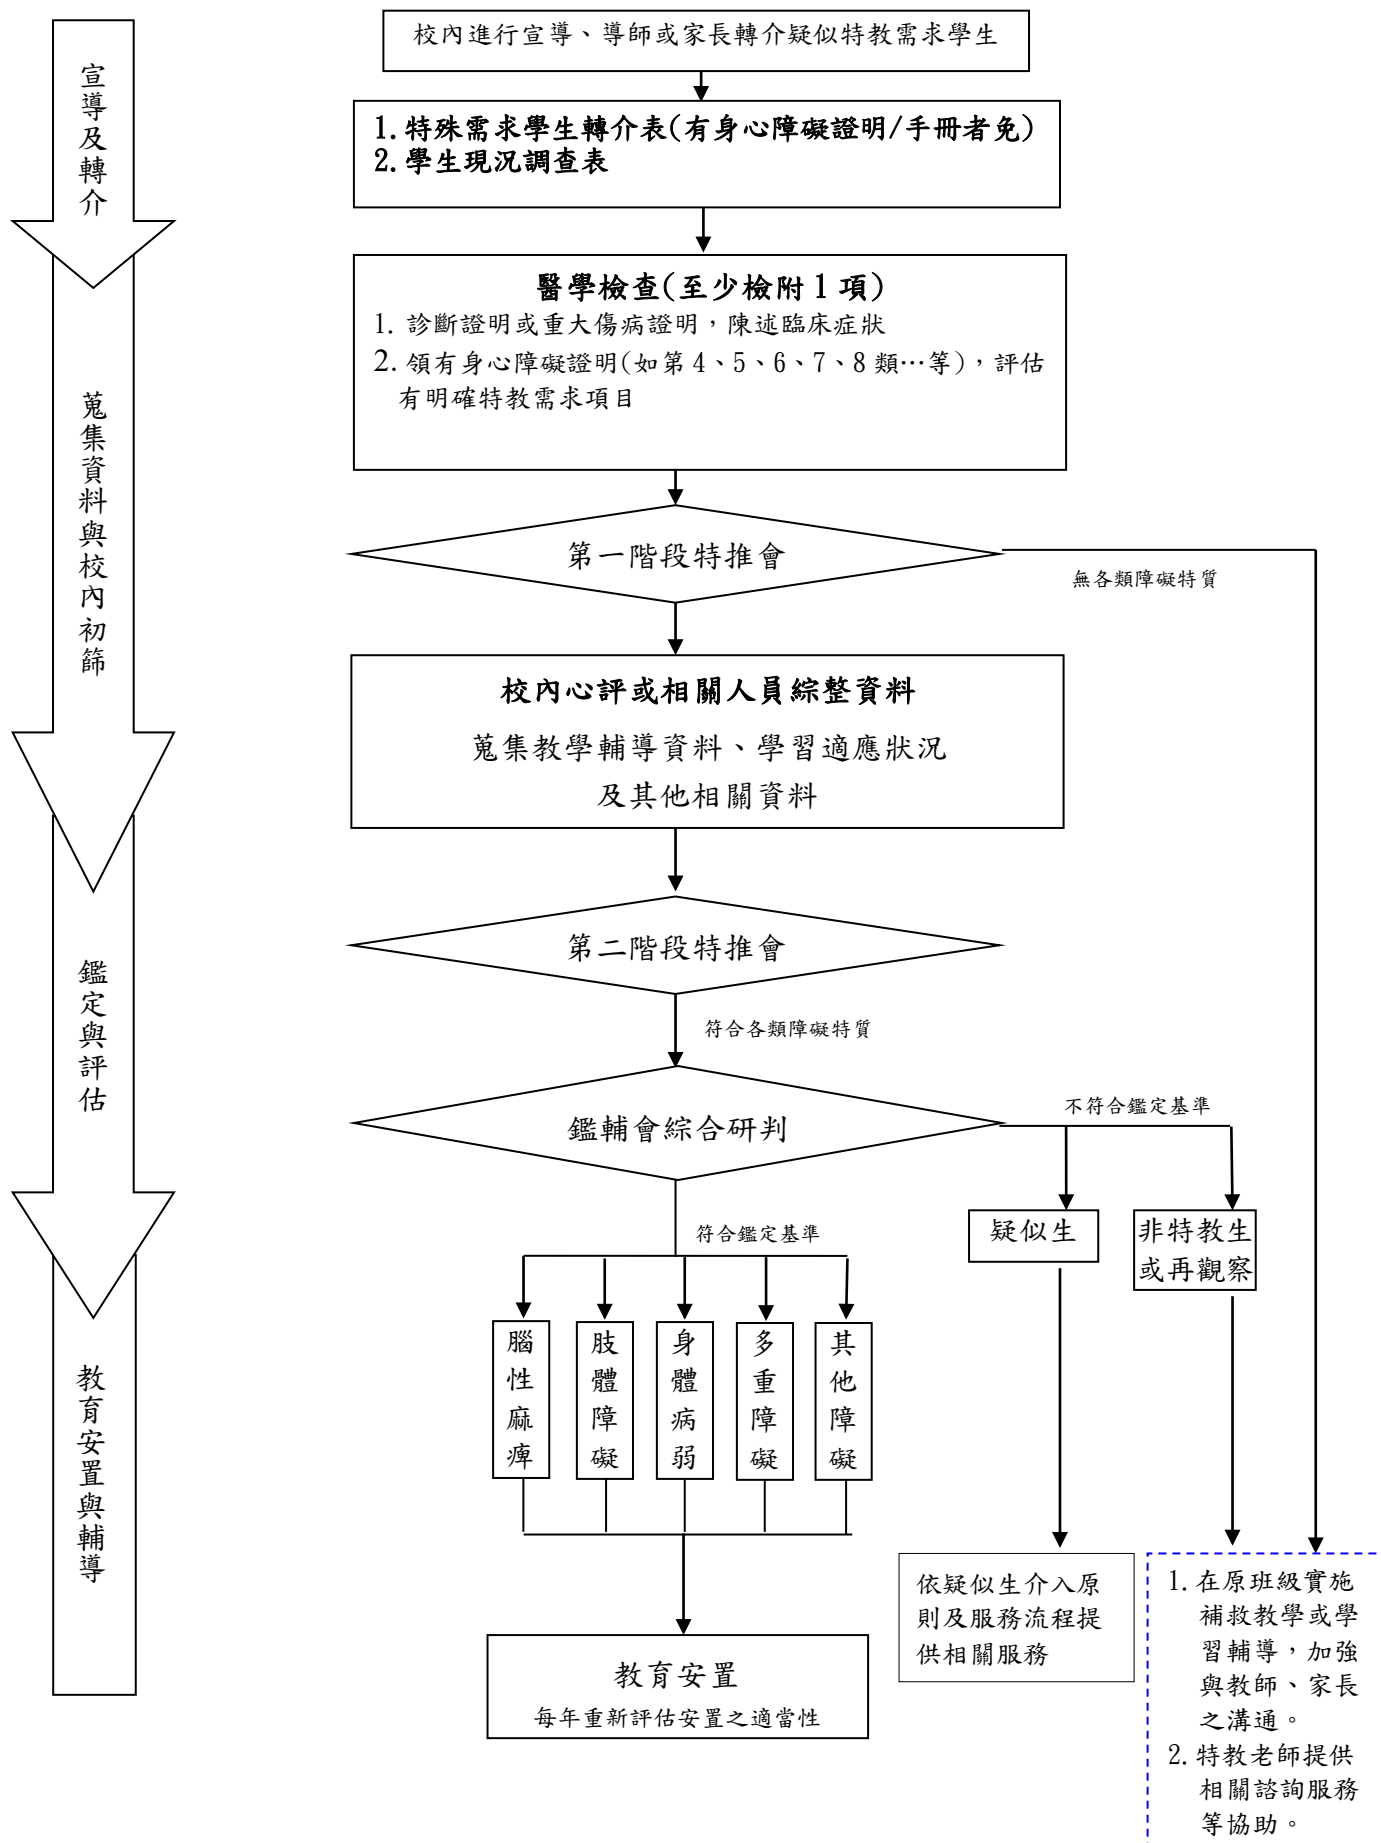 宣導及轉介
校內進行宣導、導師或家長轉介疑似特教需求學生
1.特殊需求學生轉介表(有身心障礙證明/手冊者免)
2.學生現況調查表
蒐集資料與校內初篩
醫學檢查(至少檢附1項)
1. 診斷證明或重大傷病證明，陳述臨床症狀
2. 領有身心障礙證明(如第4、5、6、7、8類…等)，評估
有明確特教需求項目
第一階段特推會
無各類障礙特質
校內心評或相關人員綜整資料
蒐集教學輔導資料、學習適應狀況
及其他相關資料
鑑定與評估
第二階段特推會
符合各類障礙特質
鑑輔會綜合研判
不符合鑑定基準
疑似生
非特教生
或再觀察
符合鑑定基準
腦性麻痺
肢體障礙
身體病弱
多重障礙
其他障礙
教育安置與輔導
教育安置
每年重新評估安置之適當性
依疑似生介入原
則及服務流程提
供相關服務
1.在原班級實施
補救教學或學
習輔導，加強
與教師、家長
之溝通。
2.特教老師提供
相關諮詢服務
等協助。